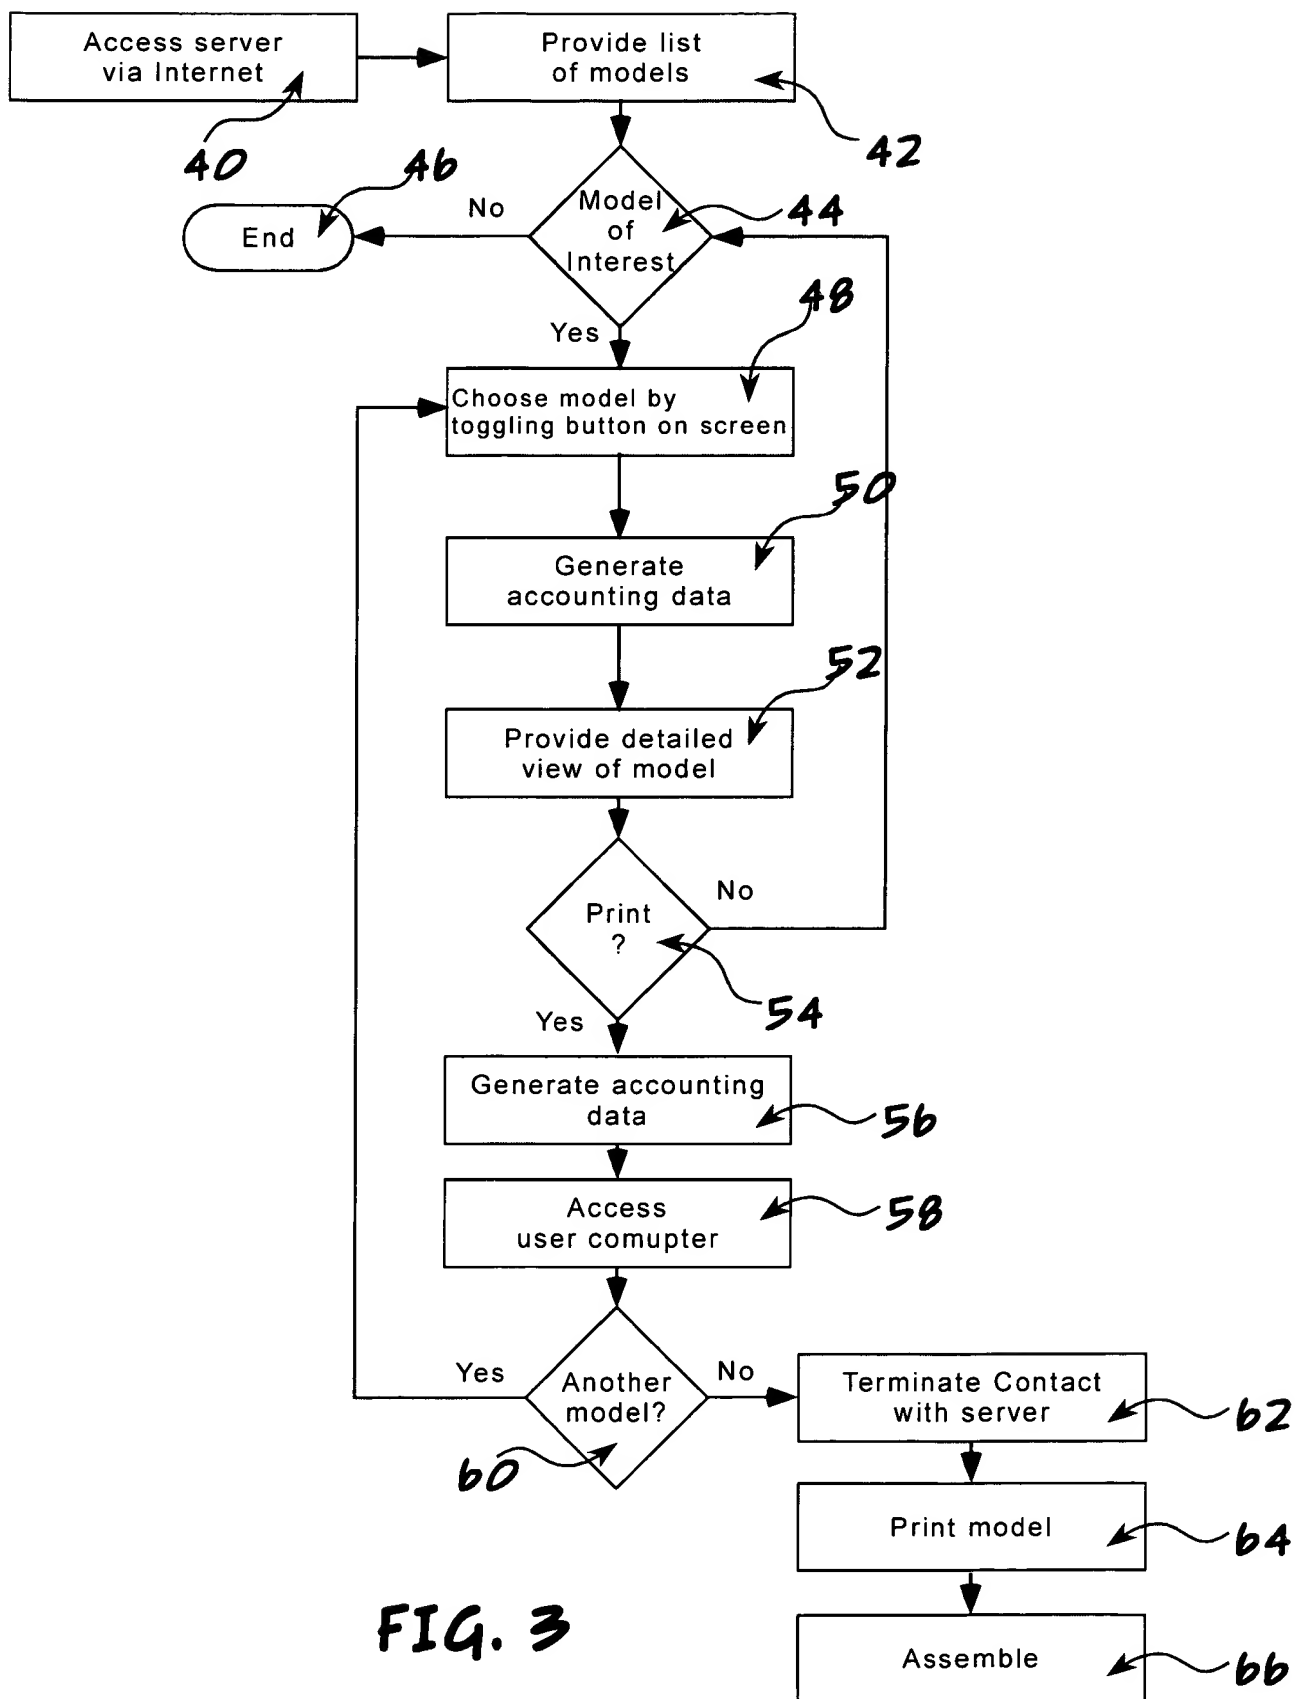 Access server
via Internet
40
Provide list
of models
42
46
End
No
Model
of
Interest
44
Yes
48
Choose model by
toggling button on screen
50
Generate
accounting data
52
Provide detailed
view of model
Print
?
No
54
Yes
Generate accounting
data
56
Access
user comupter
58
Yes
Another
model?
No
60
Terminate Contact
with server
62
Print model
64
Assemble
66
FIG. 3